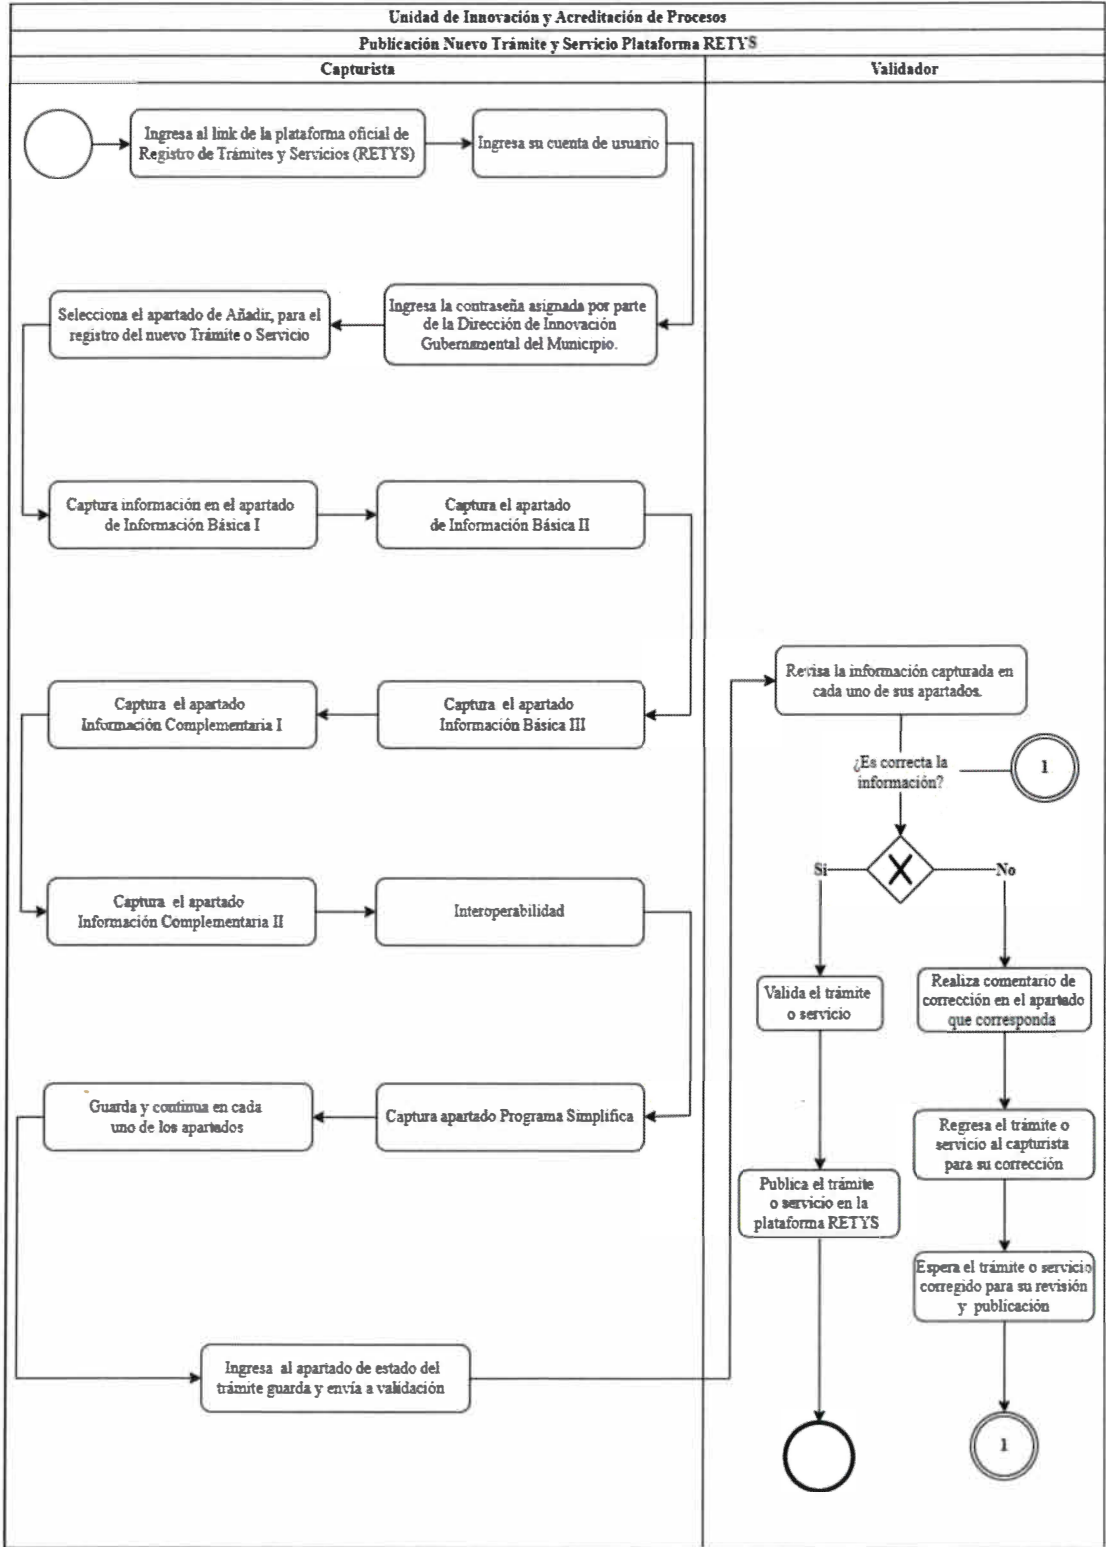 Unidad de Innovación y Acreditación de Procesos
Publicación Nuevo Trámite y Servicio Plataforma RETYS
Capturista
Validador
Ingresa al link de la plataforma oficial de
Registro de Trámites y Servicios (RETYS)
Ingresa su cuenta de usuario
Ingresa la contraseña asignada por parte
de la Dirección de Innovación
Gubernamental del Municipio.
Selecciona el apartado de Añadir, para el
registro del nuevo Trámite o Servicio
Captura información en el apartado
de Información Básica I
Captura el apartado
de Información Básica II
Captura el apartado
Información Básica III
Captura el apartado
Información Complementaria I
Captura el apartado
Información Complementaria II
Interoperabilidad
Captura apartado Programa Simplifica
Guarda y continua en cada
uno de los apartados
Ingresa al apartado de estado del
trámite guarda y envía a validación
Revisa la información capturada en
cada uno de sus apartados.
¿Es correcta la
información?
1
Si
No
Valida el trámite
o servicio
Publica el trámite
o servicio en la
plataforma RETYS
Realiza comentario de
corrección en el apartado
que corresponda
Regresa el trámite o
servicio al capturista
para su corrección
Espera el trámite o servicio
corregido para su revisión
y publicación
1